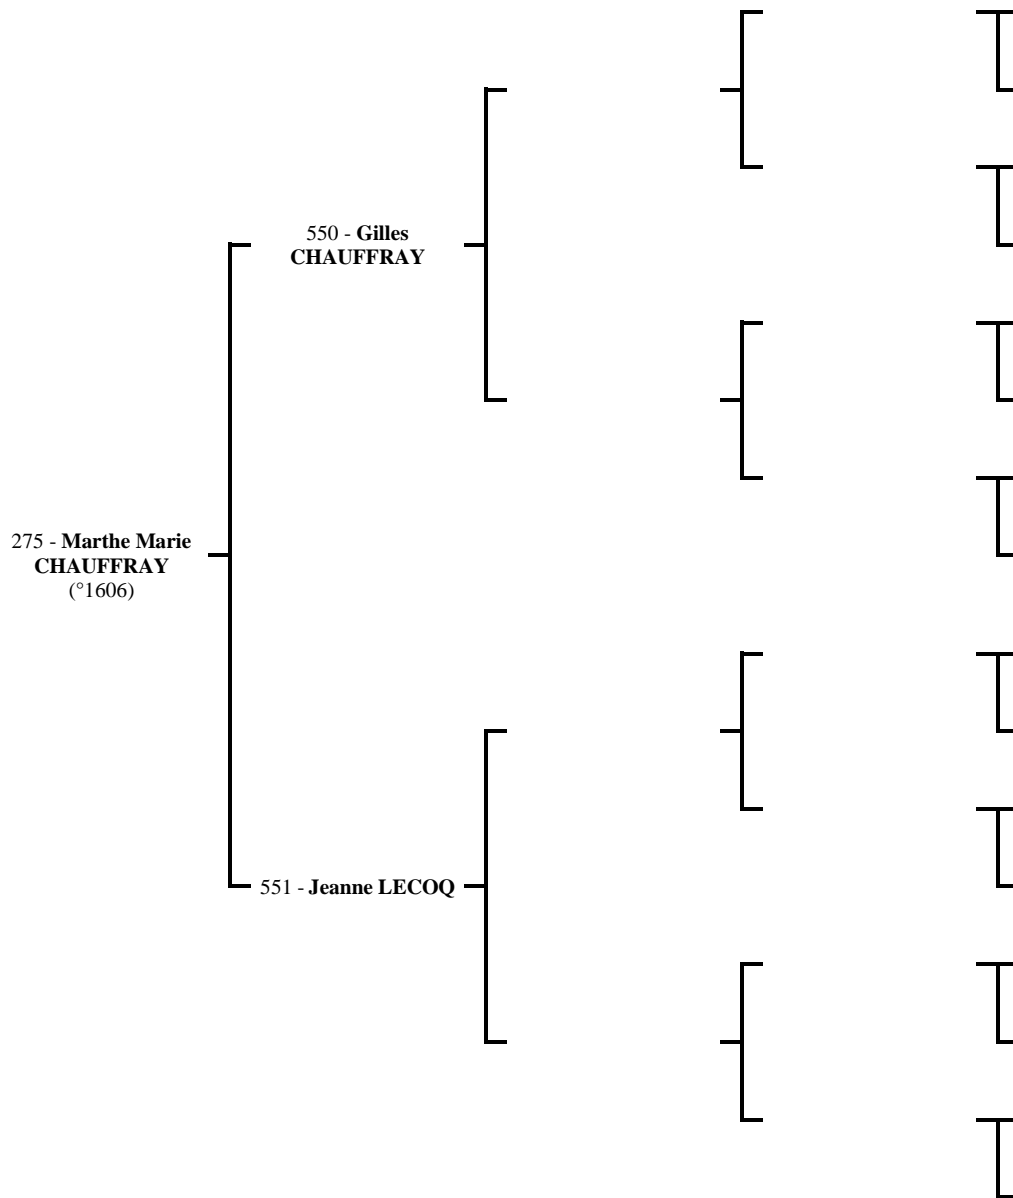 550 - Gilles
CHAUFFRAY
275 - Marthe Marie
CHAUFFRAY
(°1606)
551 - Jeanne LECOQ